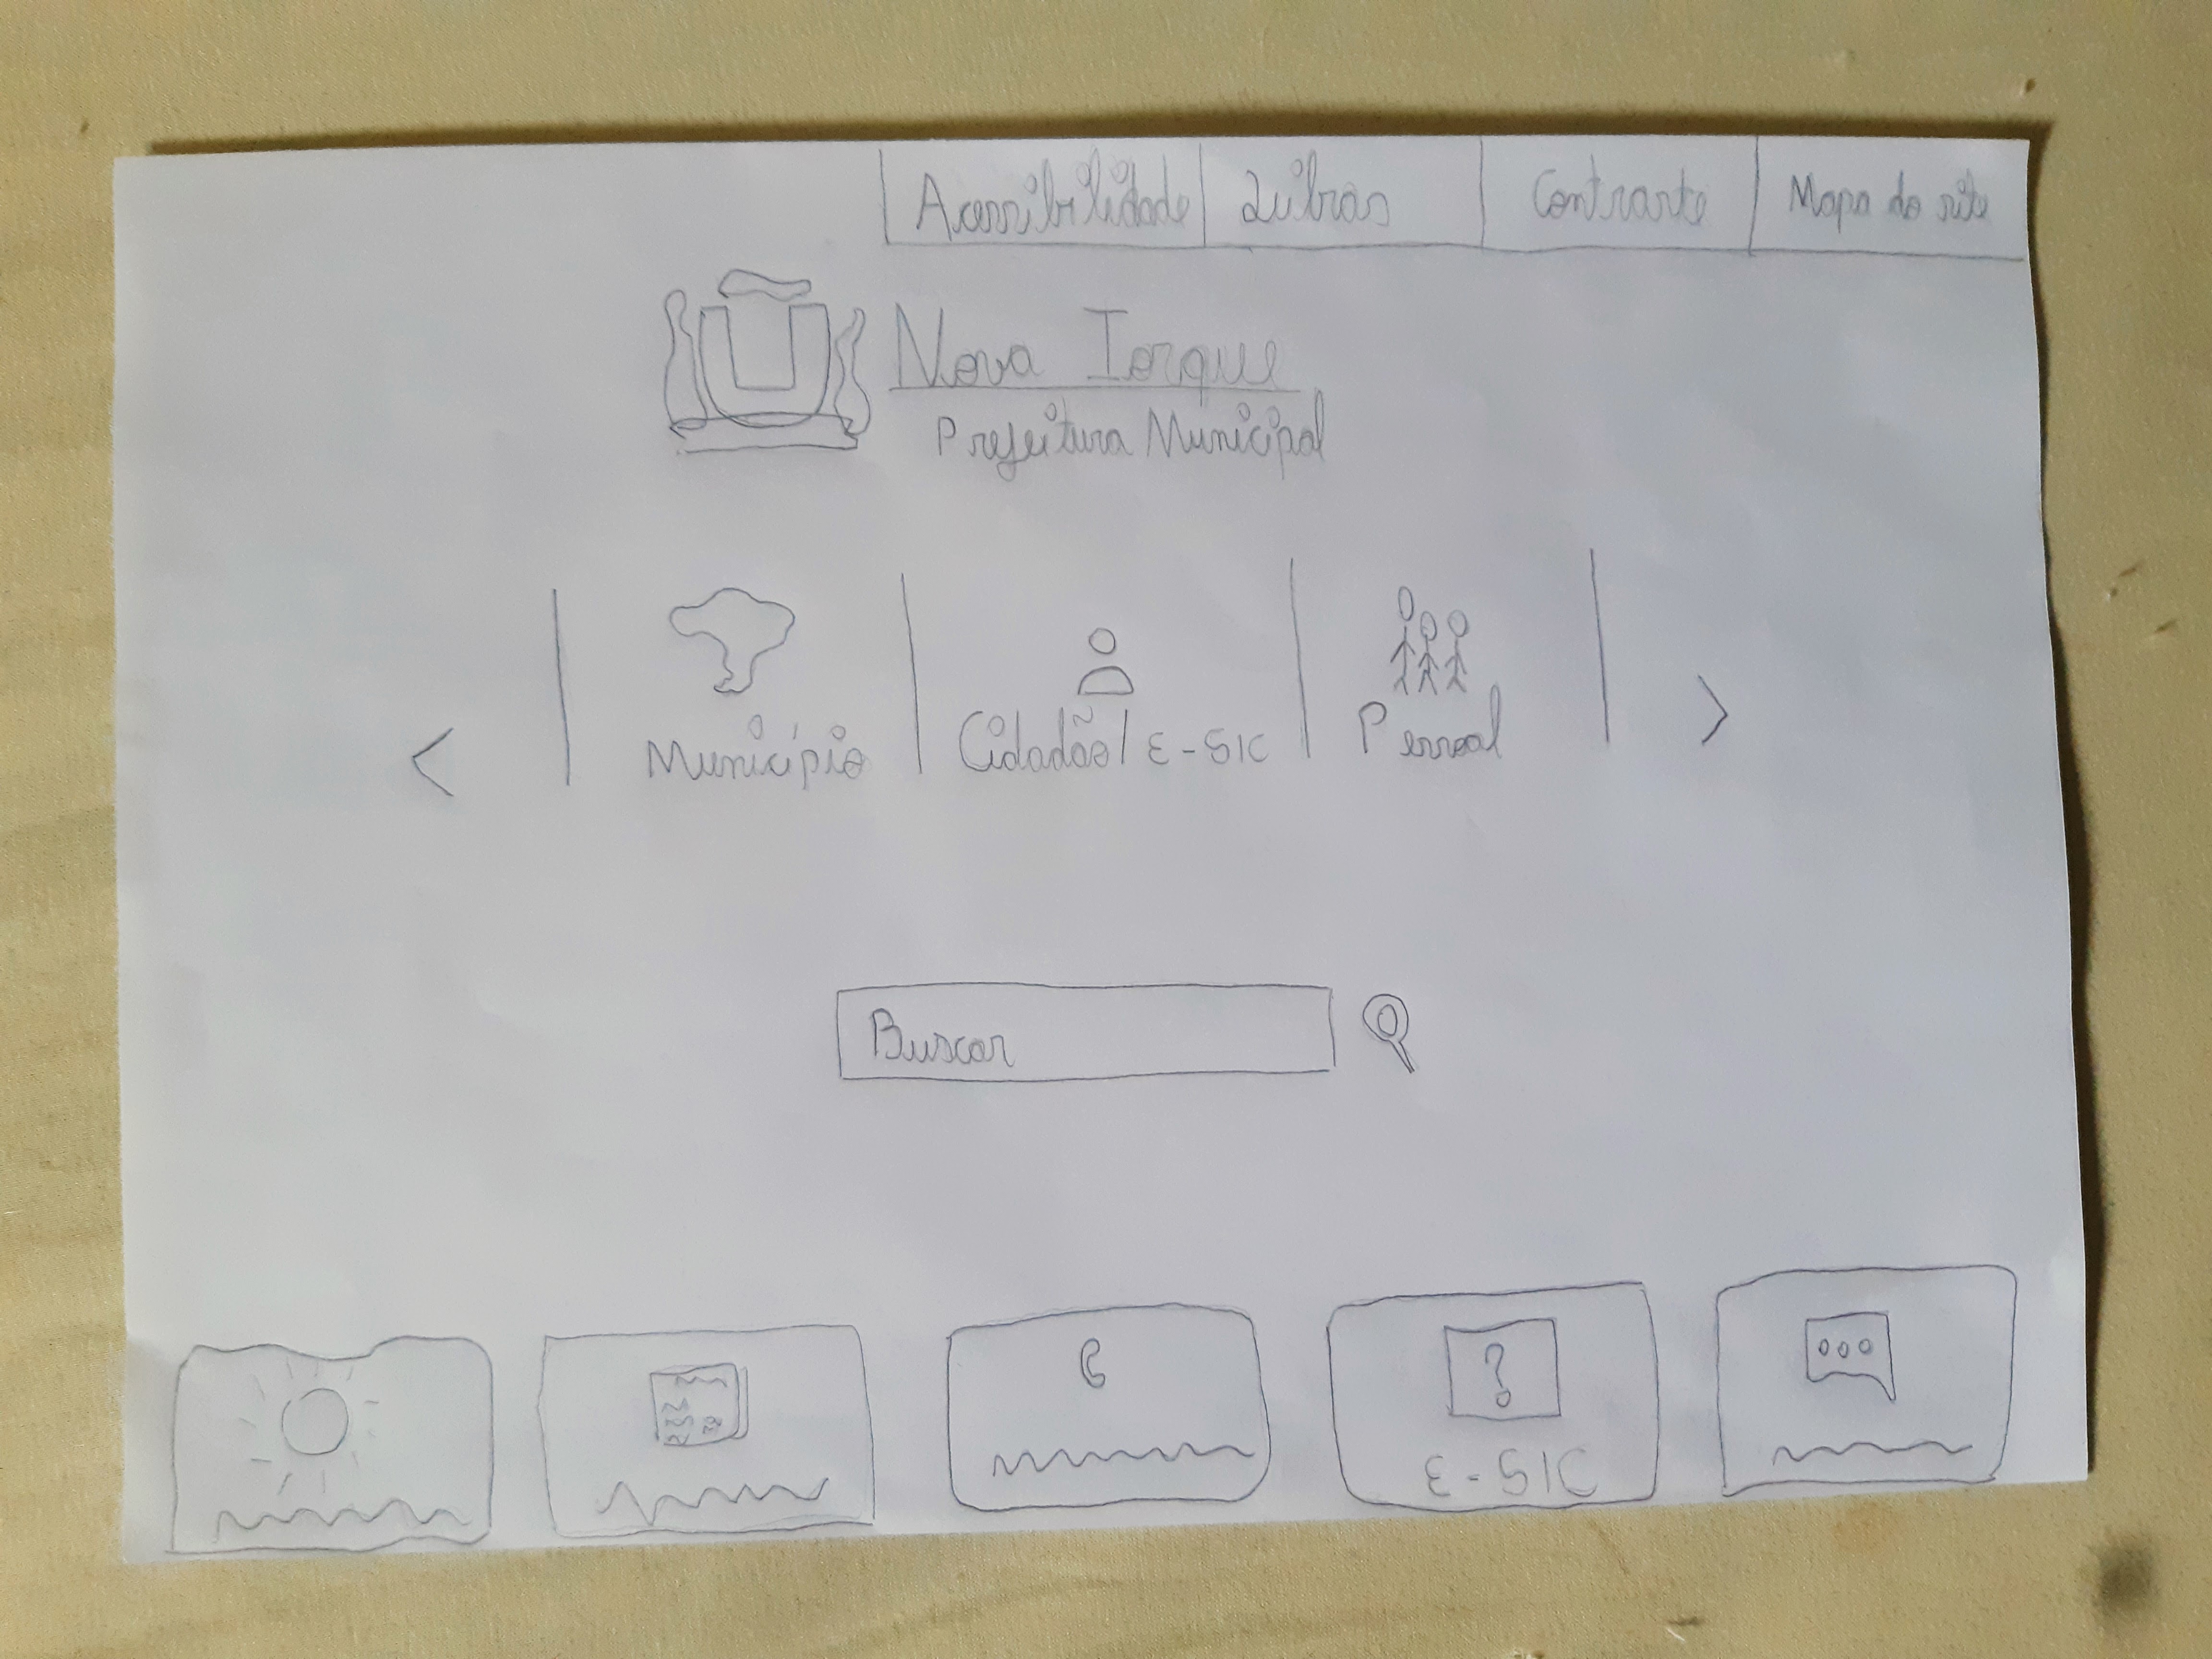 Acessibilidade Libras Contraste Mapa do site
Nova Iorque
Prefeitura Municipal
< Município Cidadão/E-SIC Pessoal >
Buscar
?
E-SIC